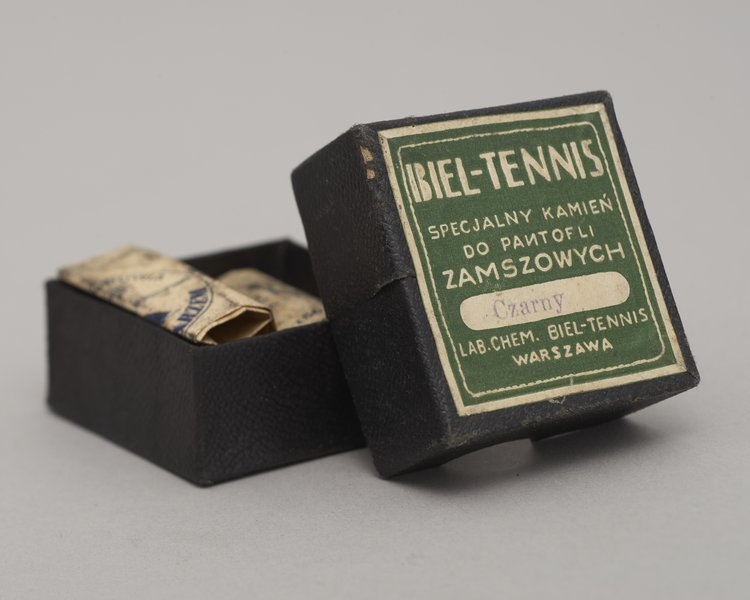 BIEL-TENNIS
SPECJALNY KAMIEŃ
DO PANTOFLI
ZAMSZOWYCH
Czarny
LAB. CHEM. BIEL-TENNIS
WARSZAWA